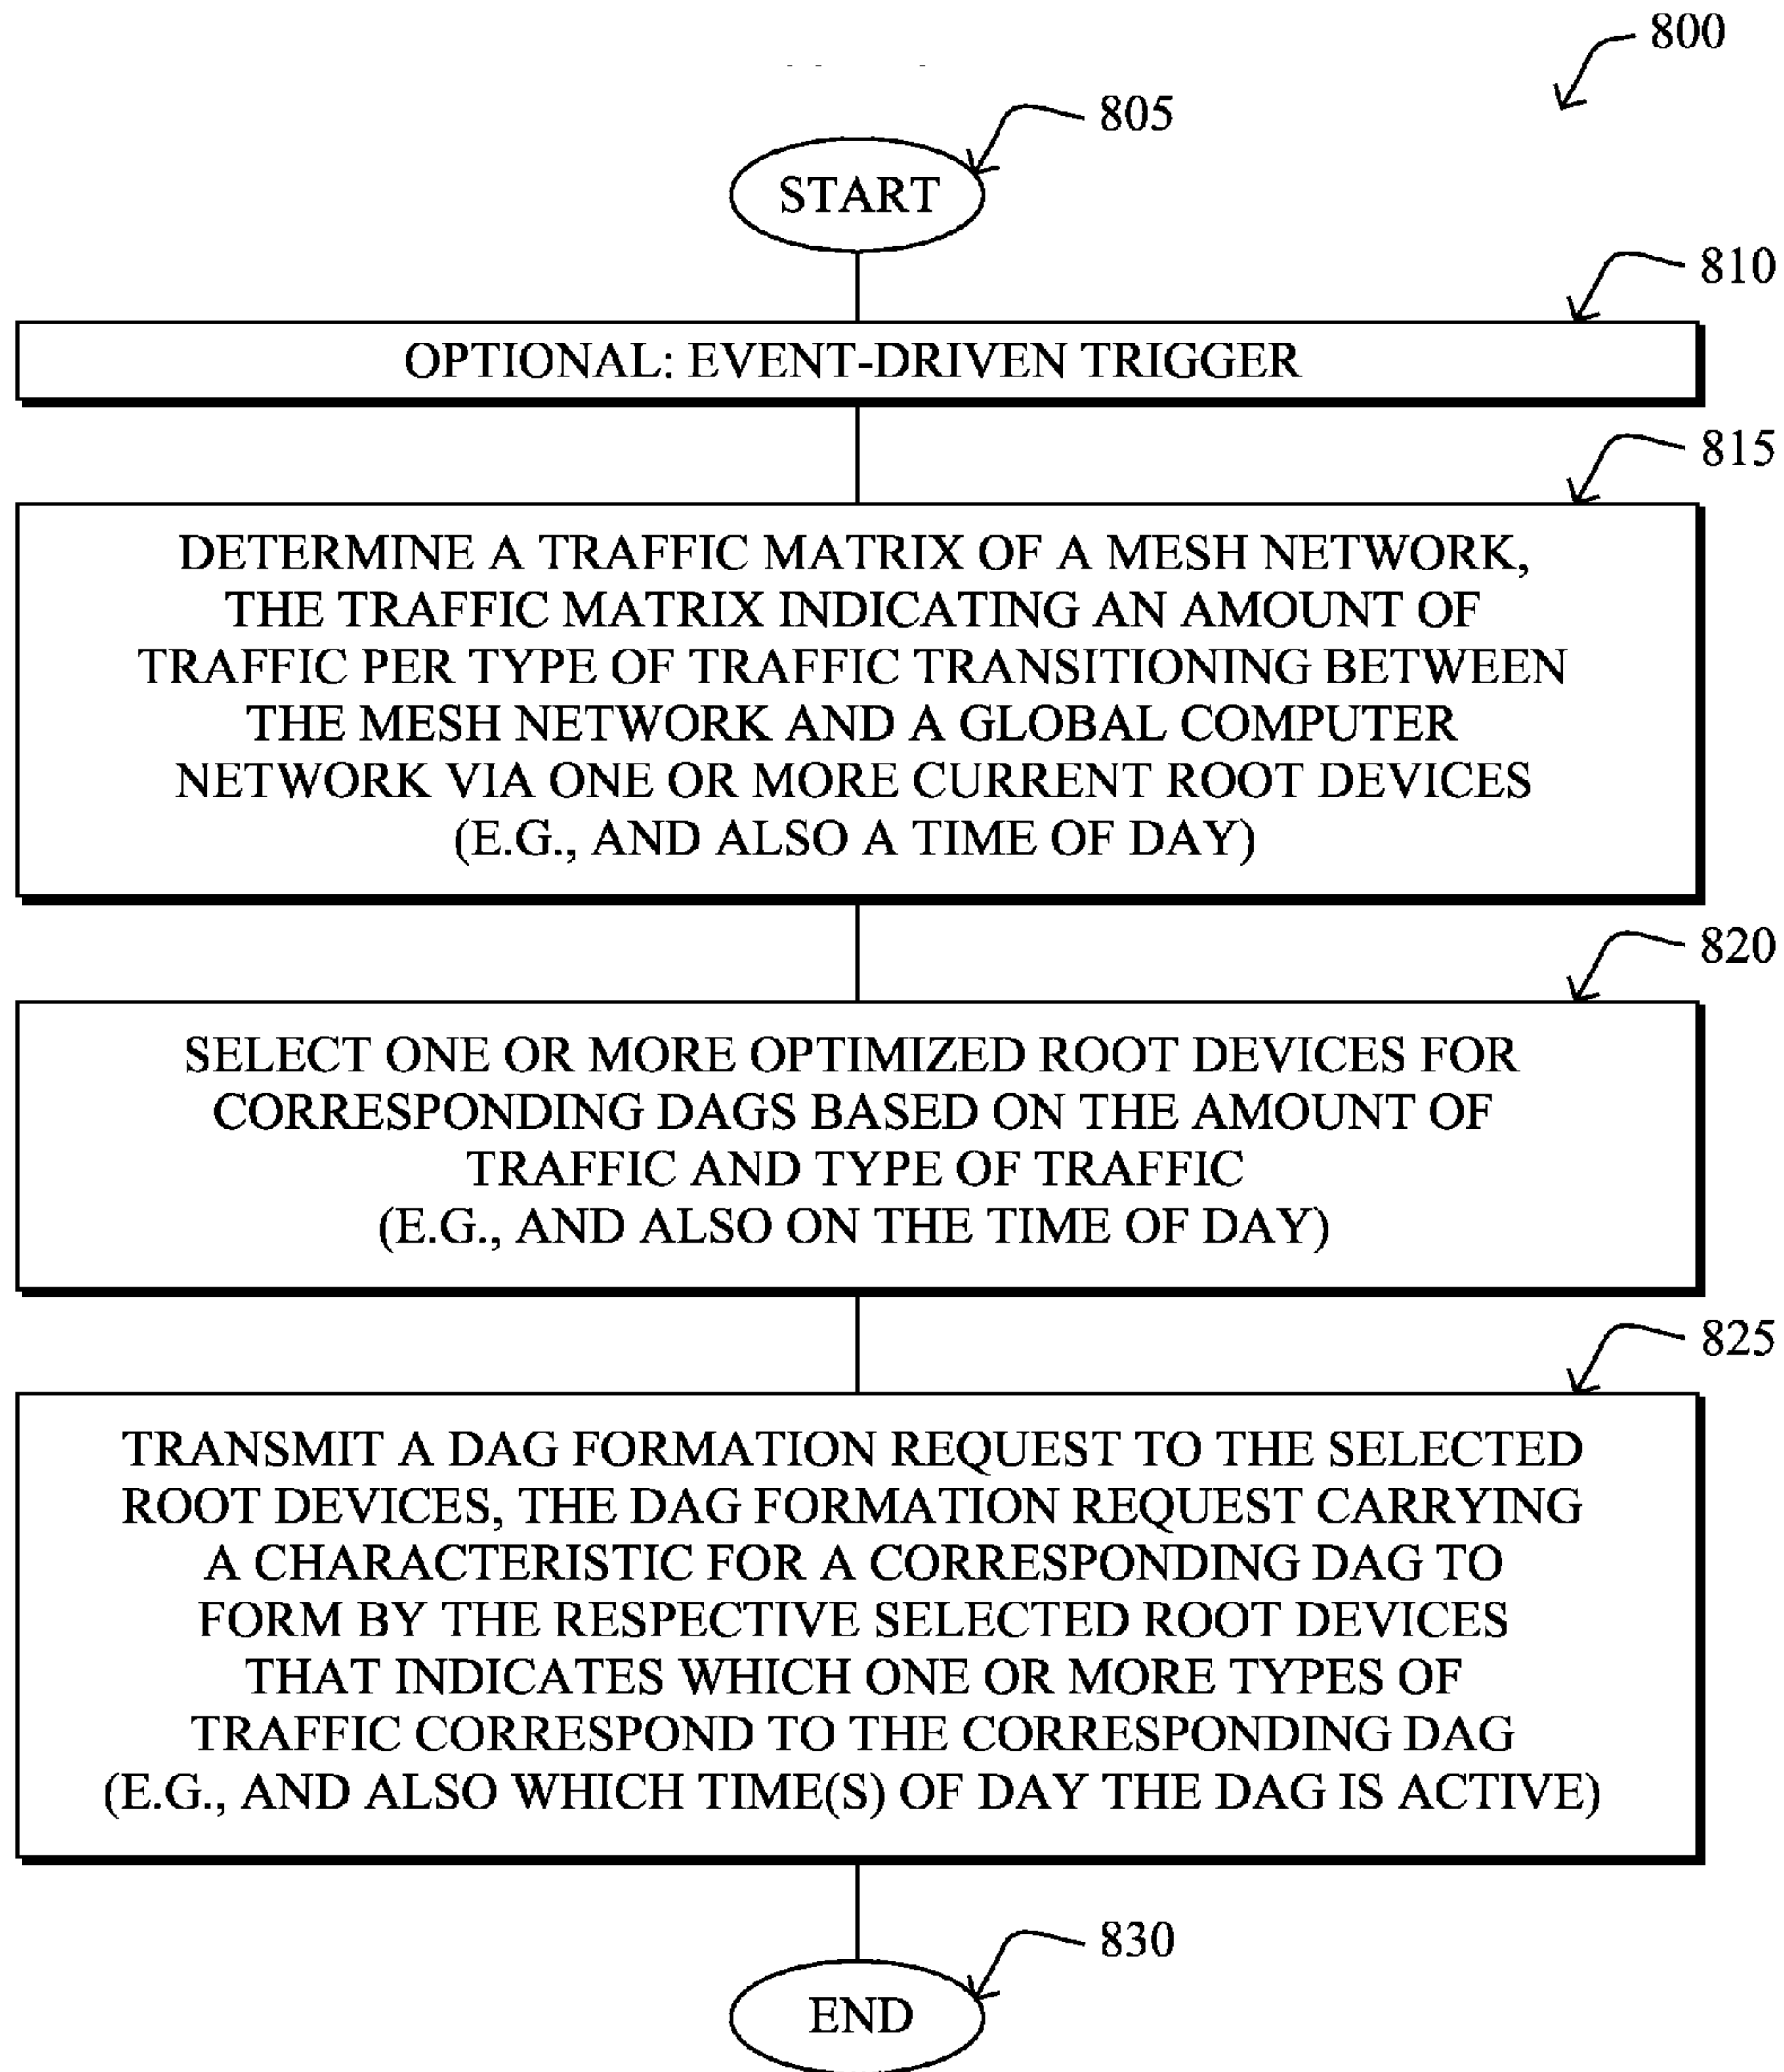 800
805
START
810
OPTIONAL: EVENT-DRIVEN TRIGGER
815
DETERMINE A TRAFFIC MATRIX OF A MESH NETWORK,
THE TRAFFIC MATRIX INDICATING AN AMOUNT OF
TRAFFIC PER TYPE OF TRAFFIC TRANSITIONING BETWEEN
THE MESH NETWORK AND A GLOBAL COMPUTER
NETWORK VIA ONE OR MORE CURRENT ROOT DEVICES
(E.G., AND ALSO A TIME OF DAY)
820
SELECT ONE OR MORE OPTIMIZED ROOT DEVICES FOR
CORRESPONDING DAGS BASED ON THE AMOUNT OF
TRAFFIC AND TYPE OF TRAFFIC
(E.G., AND ALSO ON THE TIME OF DAY)
825
TRANSMIT A DAG FORMATION REQUEST TO THE SELECTED
ROOT DEVICES, THE DAG FORMATION REQUEST CARRYING
A CHARACTERISTIC FOR A CORRESPONDING DAG TO
FORM BY THE RESPECTIVE SELECTED ROOT DEVICES
THAT INDICATES WHICH ONE OR MORE TYPES OF
TRAFFIC CORRESPOND TO THE CORRESPONDING DAG
(E.G., AND ALSO WHICH TIME(S) OF DAY THE DAG IS ACTIVE)
830
END